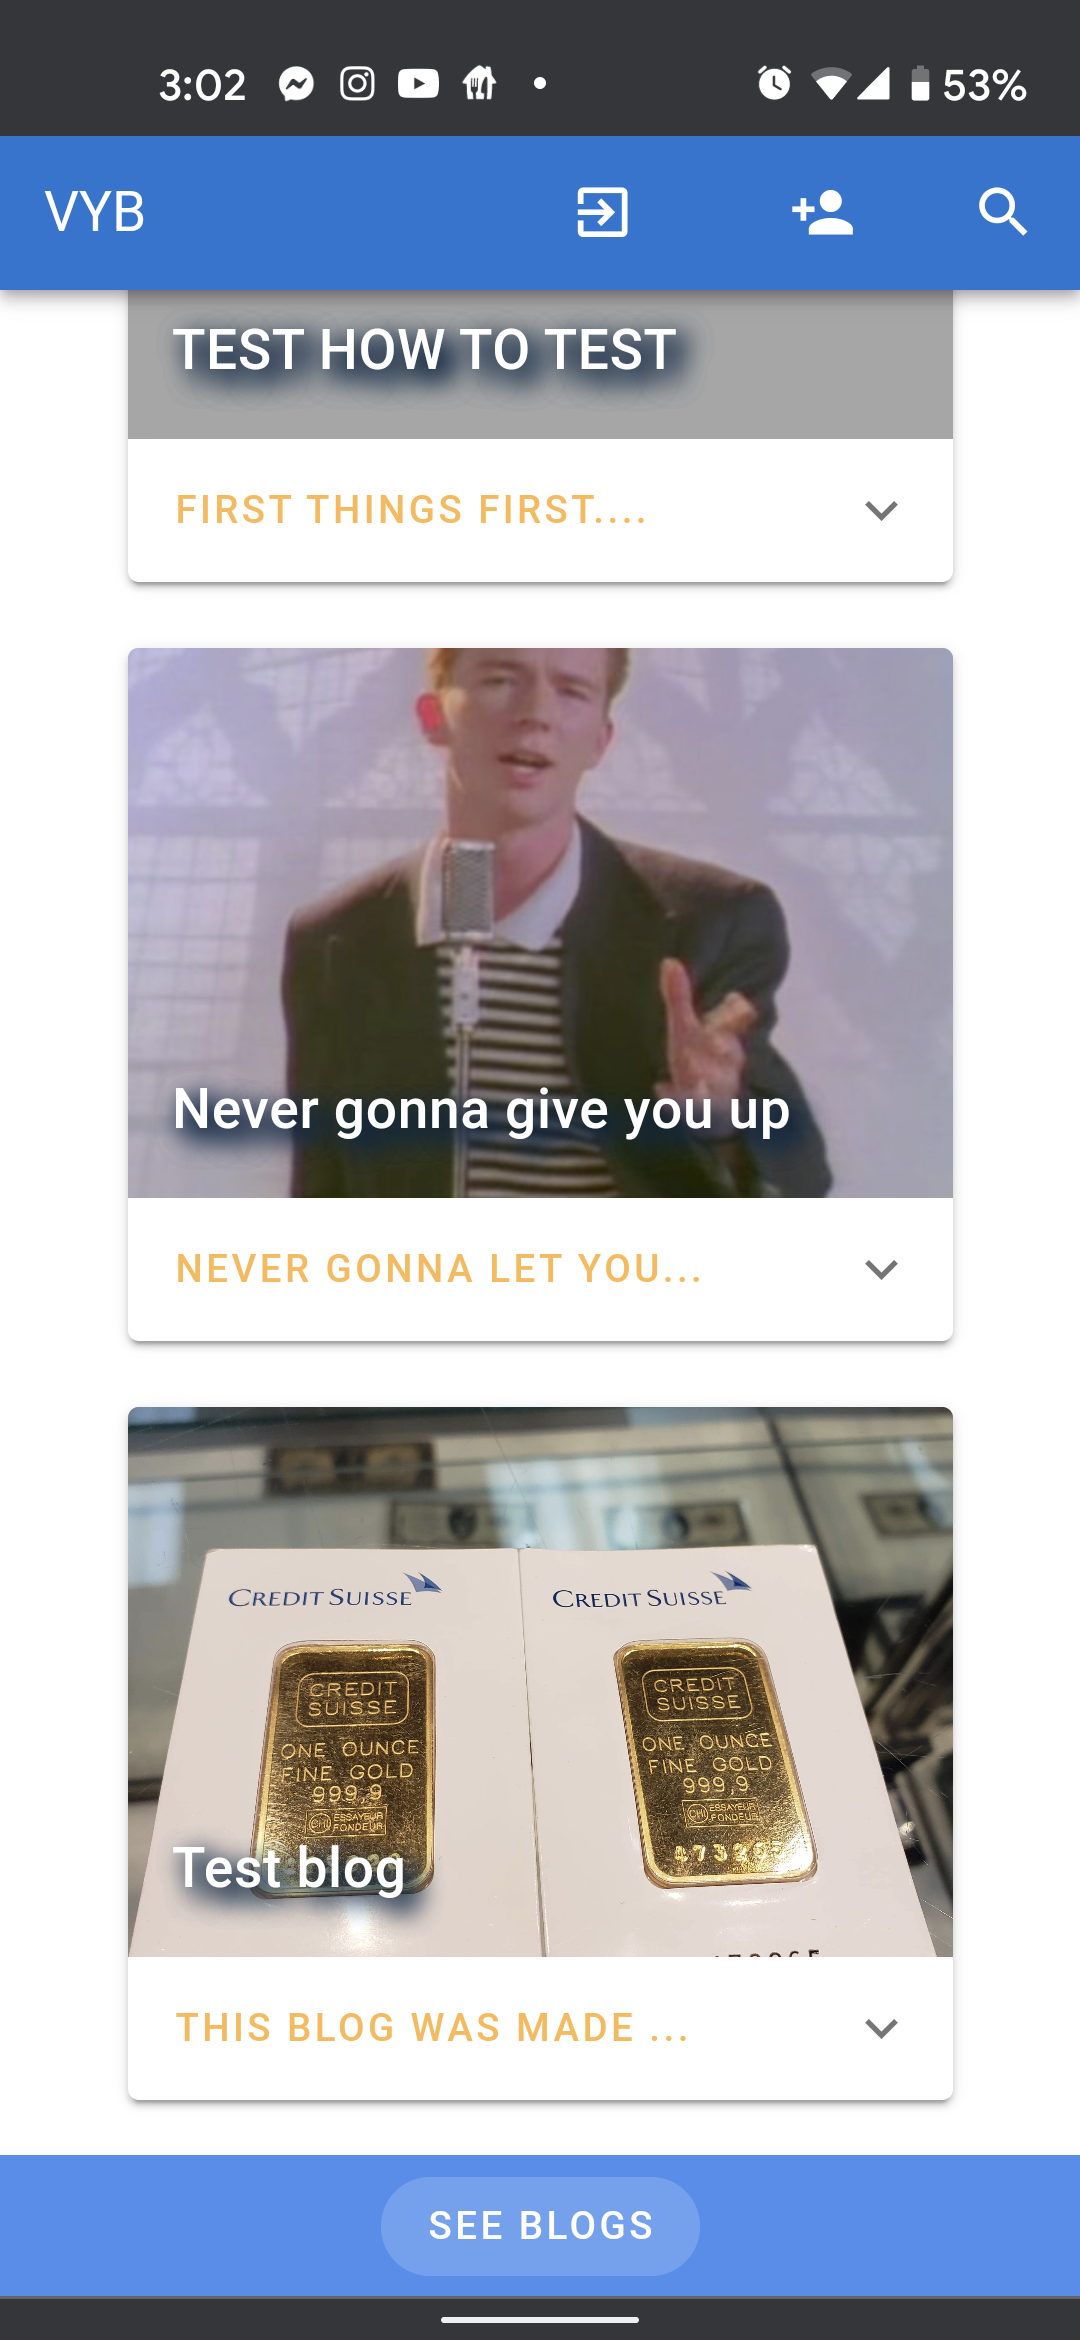 3:02
53%
VYB
TEST HOW TO TEST
FIRST THINGS FIRST....
Never gonna give you up
NEVER GONNA LET YOU...
CREDIT SUISSE
CREDIT
SUISSE
ONE OUNCE
FINE GOLD
999,9
CHI
ESSAYEUR
FONDEUR
CREDIT SUISSE
CREDIT
SUISSE
ONE OUNCE
FINE GOLD
999,9
CHI
ESSAYEUR
FONDEUR
Test blog
THIS BLOG WAS MADE ...
SEE BLOGS